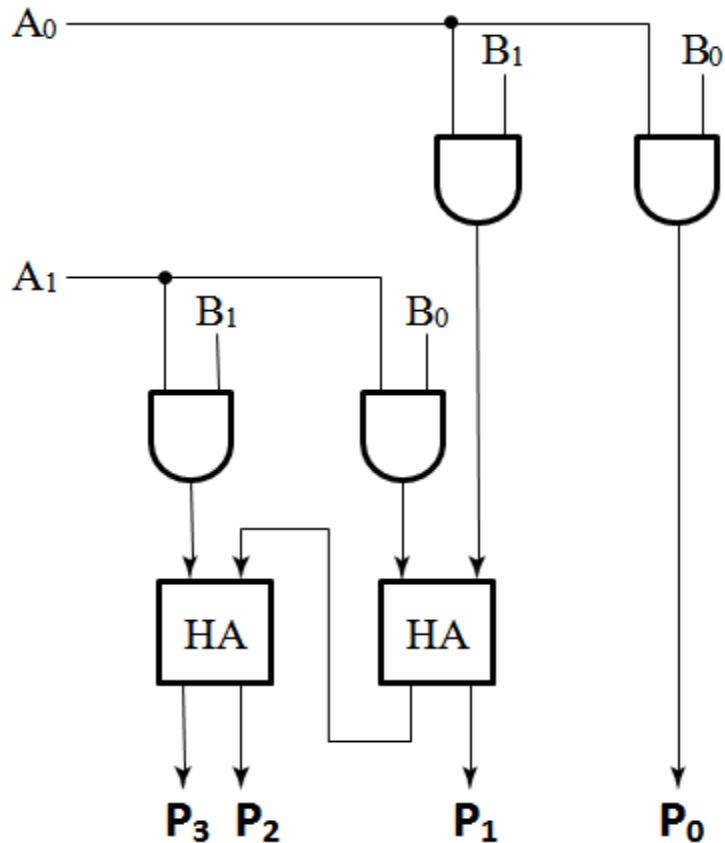 A₀
B₁ B₀
A₁
B₁ B₀
HA HA
P₃ P₂ P₁ P₀